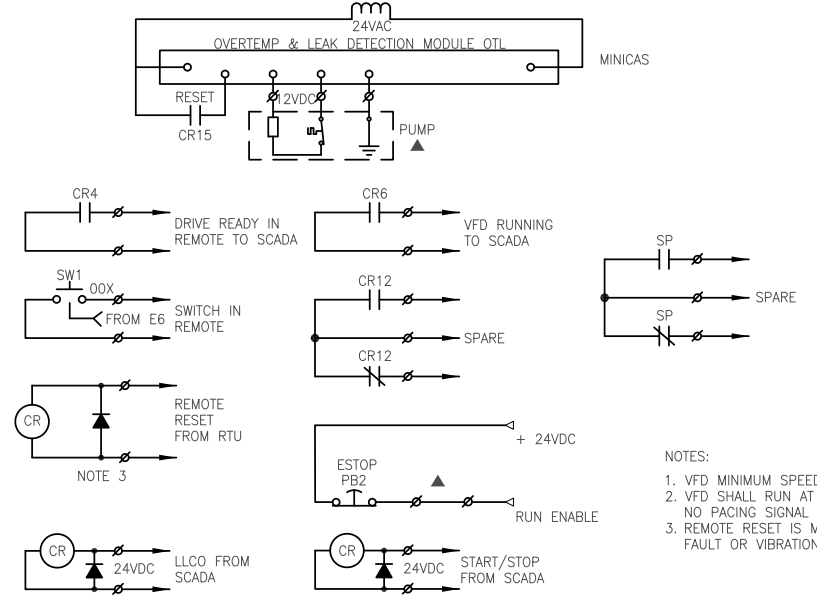 24VAC
OVERTEMP & LEAK DETECTION MODULE OTL
MINICAS
RESET
CR15
12VDC
PUMP
CR4
DRIVE READY IN
REMOTE TO SCADA
CR6
VFD RUNNING
TO SCADA
SP
SPARE
SP
SW1
OOX
FROM E6
SWITCH IN
REMOTE
CR12
SPARE
CR12
CR
REMOTE
RESET
FROM RTU
NOTE 3
+ 24VDC
ESTOP
PB2
RUN ENABLE
NOTES:
1. VFD MINIMUM SPEED
2. VFD SHALL RUN AT
NO PACING SIGNAL
3. REMOTE RESET IS M
FAULT OR VIBRATION
CR
24VDC
LLCO FROM
SCADA
CR
24VDC
START/STOP
FROM SCADA